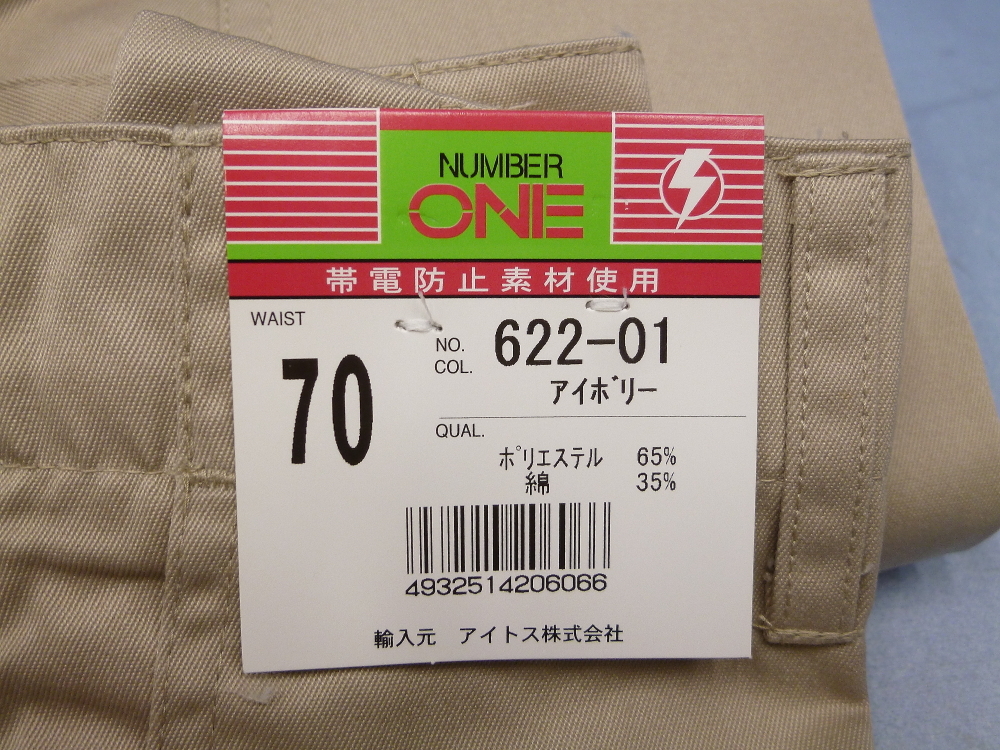 NUMBER
ONE
帯電防止素材使用
WAIST
70
NO. 622-01
COL. アイボリー
QUAL.
ポリエステル 65%
綿 35%
4932514206066
輸入元 アイトス株式会社